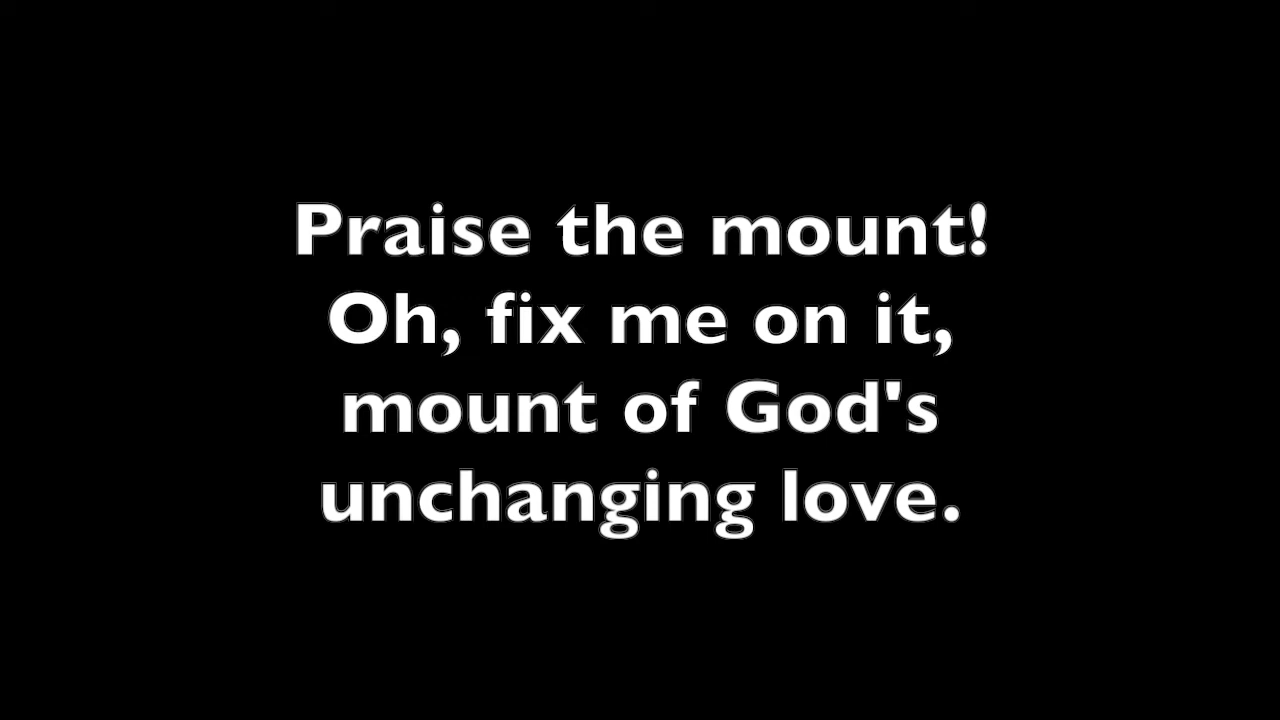 Praise the mount!
Oh, fix me on it,
mount of God's
unchanging love.